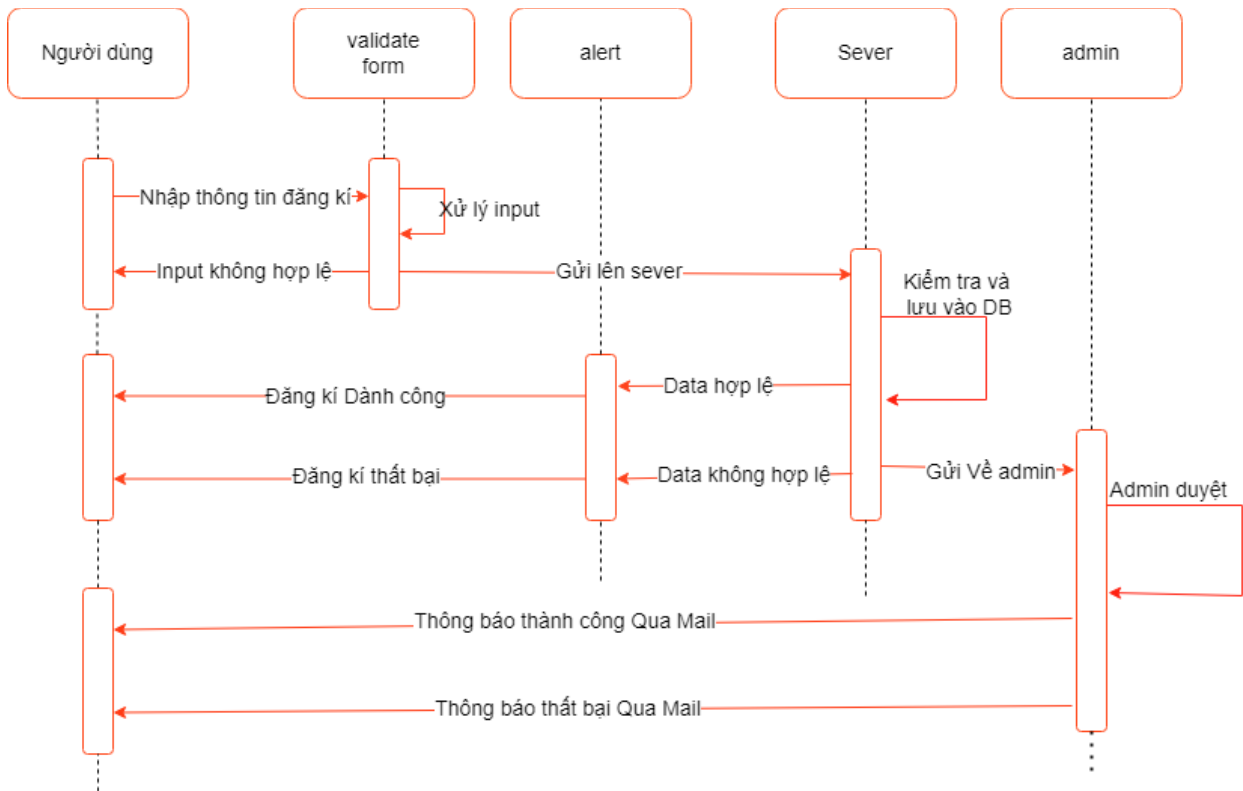 Người dùng
validate
form
alert
Sever
admin
Nhập thông tin đăng kí
Xử lý input
Input không hợp lệ
Gửi lên sever
Kiểm tra và
lưu vào DB
Data hợp lệ
Đăng kí Dành công
Data không hợp lệ
Gửi Về admin
Đăng kí thất bại
Admin duyệt
Thông báo thành công Qua Mail
Thông báo thất bại Qua Mail